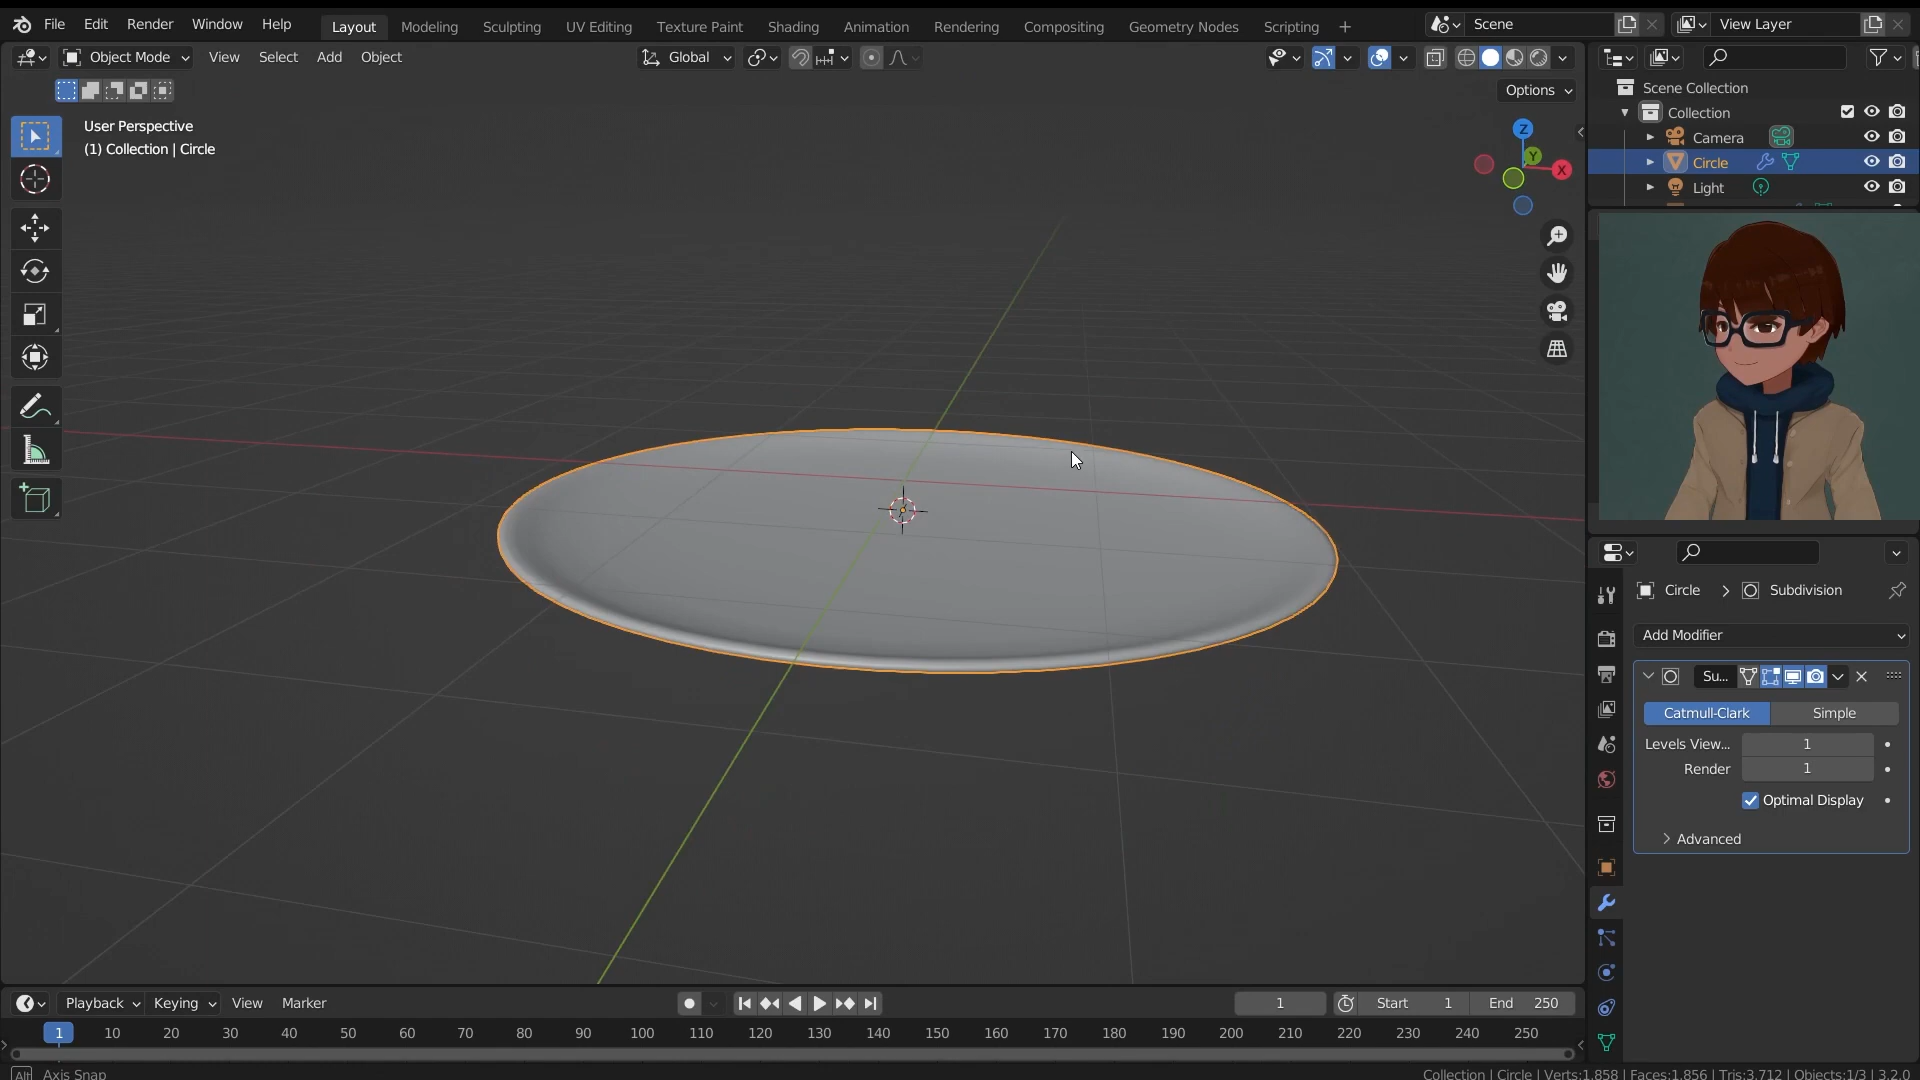 File Edit Render Window Help
Layout Modeling Sculpting UV Editing Texture Paint Shading Animation Rendering Compositing Geometry Nodes Scripting +
Scene
View Layer
Object Mode View Select Add Object
Global
Options
User Perspective
(1) Collection | Circle
Z
Y
X
Scene Collection
Collection
Camera
Circle
Light
Circle > Subdivision
Add Modifier
Su...
Catmull-Clark Simple
Levels View... 1
Render 1
Optimal Display
Advanced
Playback Keying View Marker
1
Start 1
End 250
1 10 20 30 40 50 60 70 80 90 100 110 120 130 140 150 160 170 180 190 200 210 220 230 240 250
Alt Axis Snap
Collection | Circle | Verts:1.858 | Faces:1.856 | Tris:3.712 | Objects:1/3 | 3.2.0